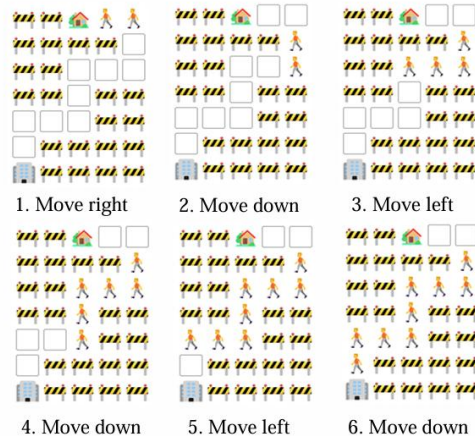 1. Move right
2. Move down
3. Move left
4. Move down
5. Move left
6. Move down